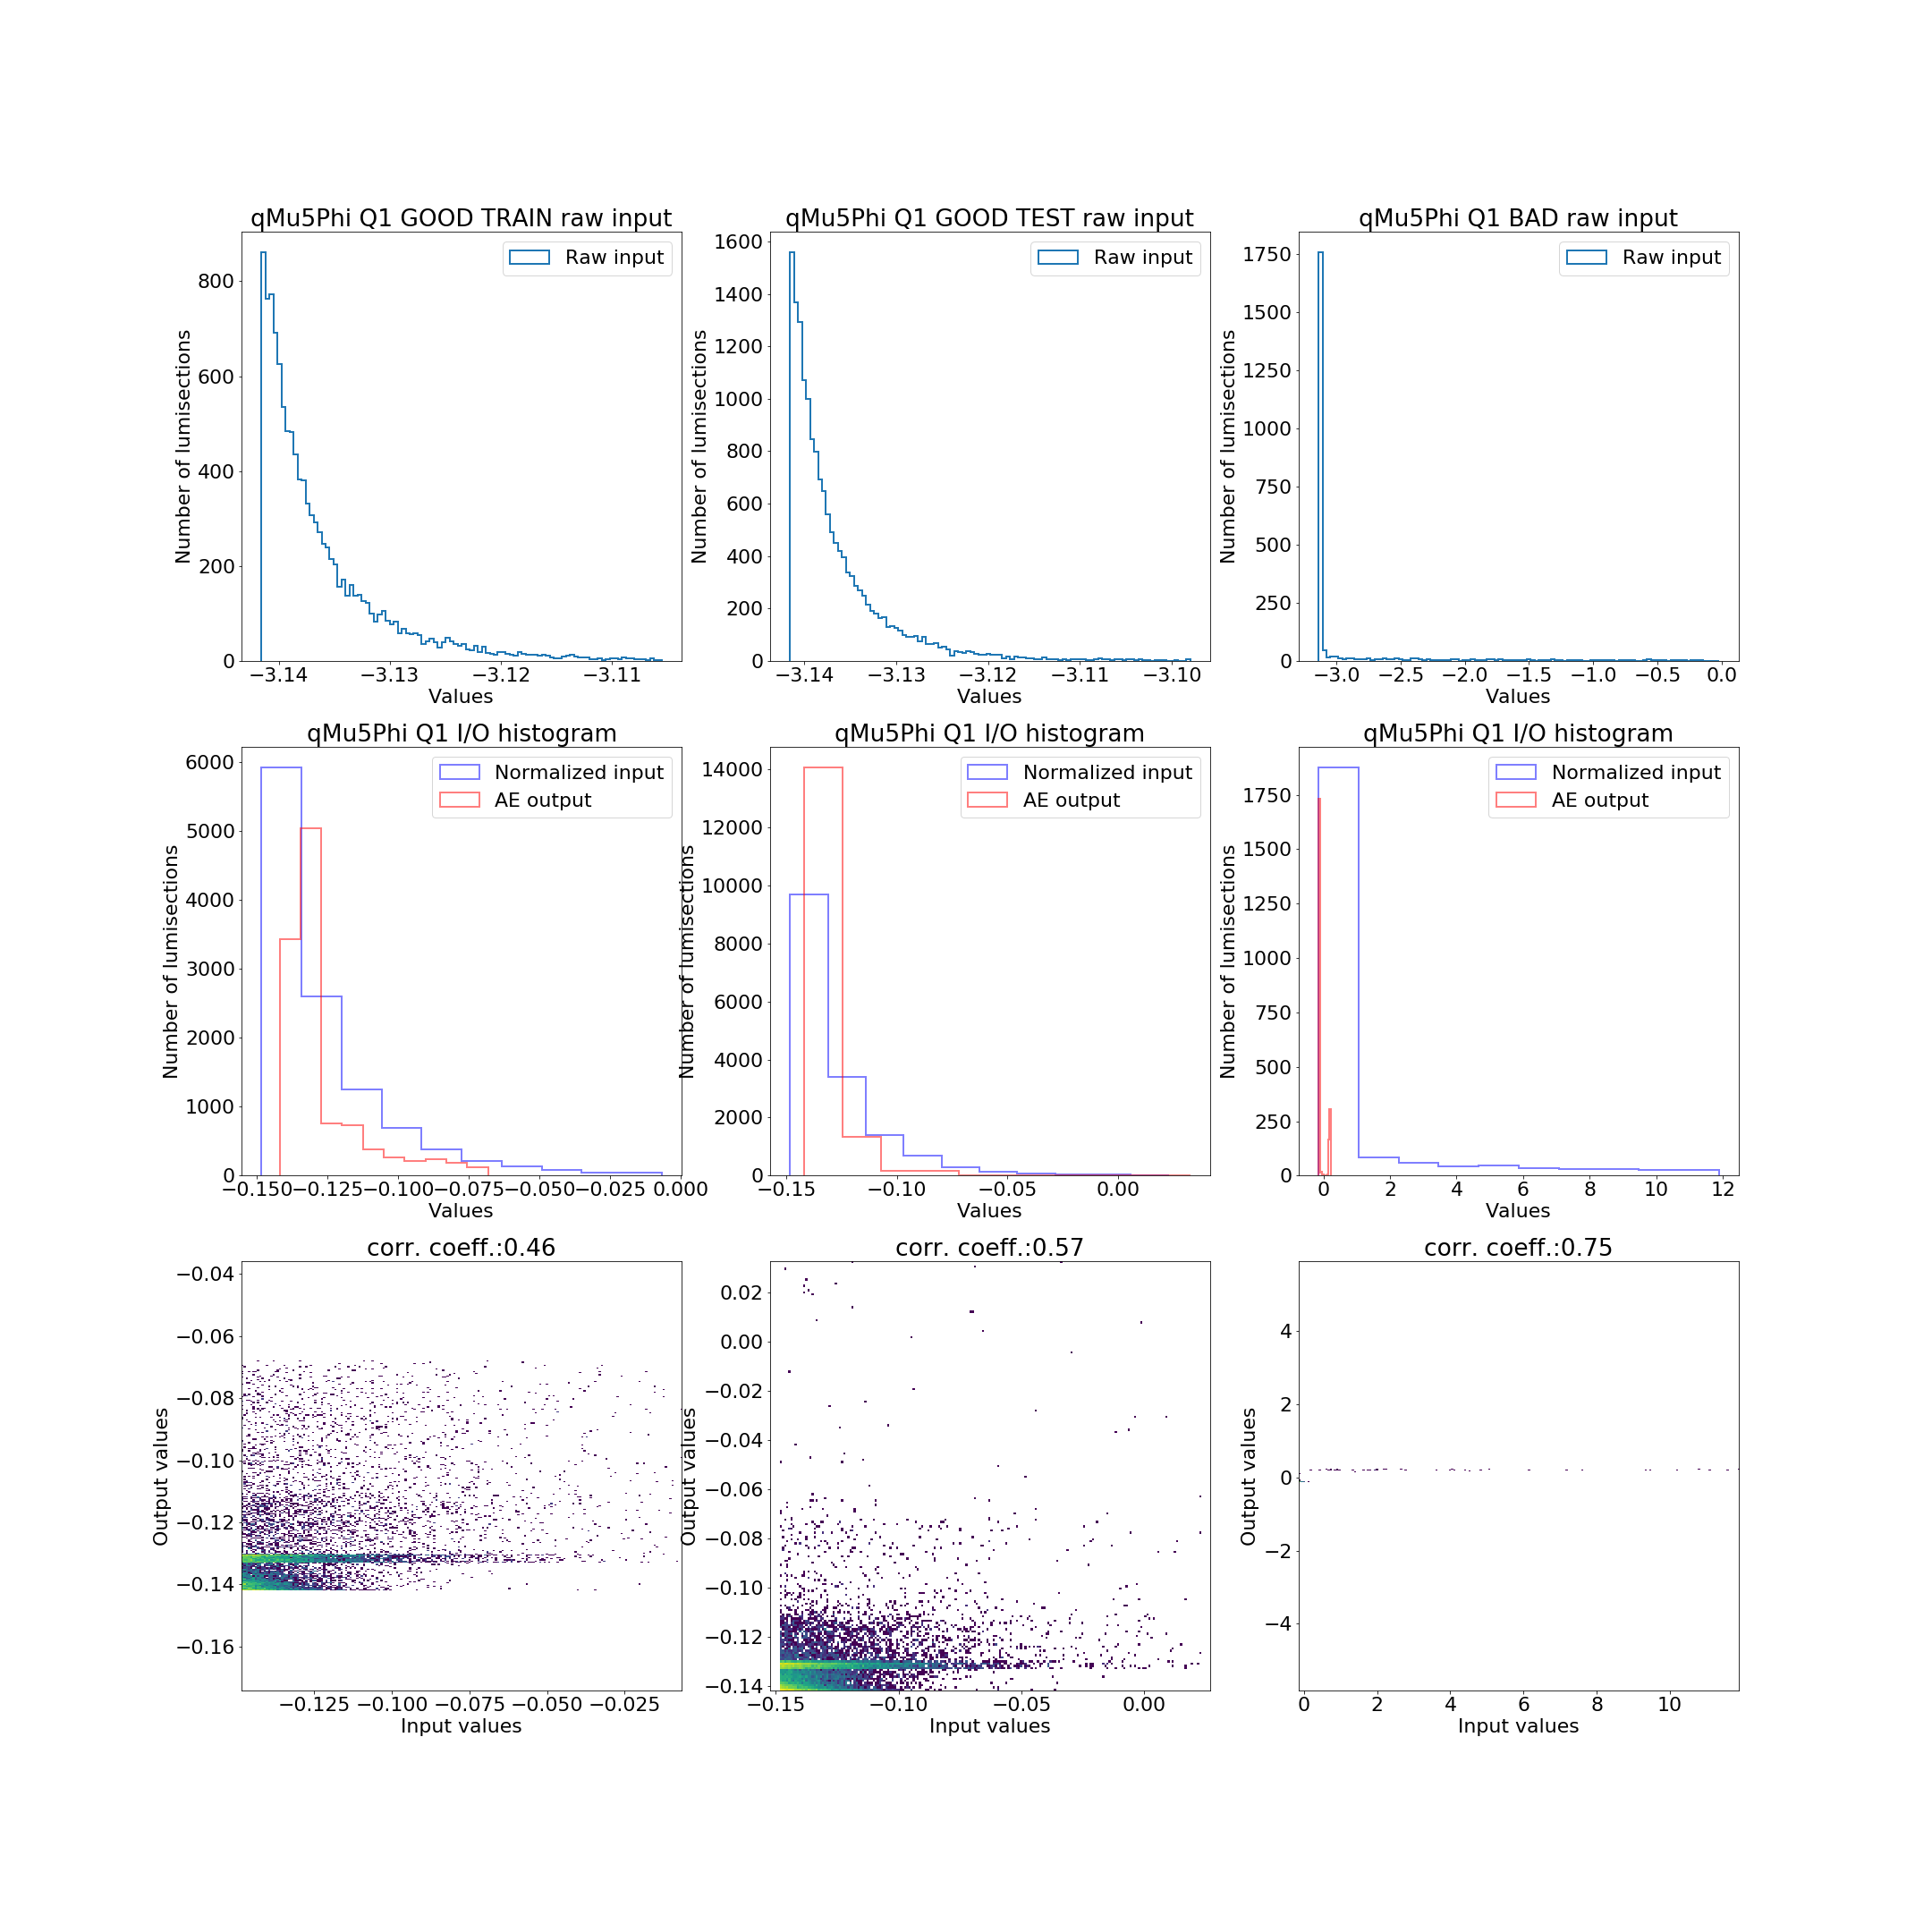 qMu5Phi Q1 GOOD TRAIN raw input
Raw input
800
600
400
200
0
−3.14 −3.13 −3.12 −3.11
Number of lumisections
Values
qMu5Phi Q1 GOOD TEST raw input
Raw input
1600
1400
1200
1000
800
600
400
200
0
−3.14 −3.13 −3.12 −3.11 −3.10
Number of lumisections
Values
qMu5Phi Q1 BAD raw input
Raw input
1750
1500
1250
1000
750
500
250
0
−3.0 −2.5 −2.0 −1.5 −1.0 −0.5 0.0
Number of lumisections
Values
qMu5Phi Q1 I/O histogram
Normalized input
AE output
6000
5000
4000
3000
2000
1000
0
−0.150 −0.125 −0.100 −0.075 −0.050 −0.025 0.000
Number of lumisections
Values
qMu5Phi Q1 I/O histogram
Normalized input
AE output
14000
12000
10000
8000
6000
4000
2000
0
−0.15 −0.10 −0.05 0.00
Number of lumisections
Values
qMu5Phi Q1 I/O histogram
Normalized input
AE output
1750
1500
1250
1000
750
500
250
0
0 2 4 6 8 10 12
Number of lumisections
Values
corr. coeff.:0.46
−0.04
−0.06
−0.08
−0.10
−0.12
−0.14
−0.16
−0.125 −0.100 −0.075 −0.050 −0.025
Output values
Input values
corr. coeff.:0.57
0.02
0.00
−0.02
−0.04
−0.06
−0.08
−0.10
−0.12
−0.14
−0.15 −0.10 −0.05 0.00
Output values
Input values
corr. coeff.:0.75
4
2
0
−2
−4
0 2 4 6 8 10
Output values
Input values